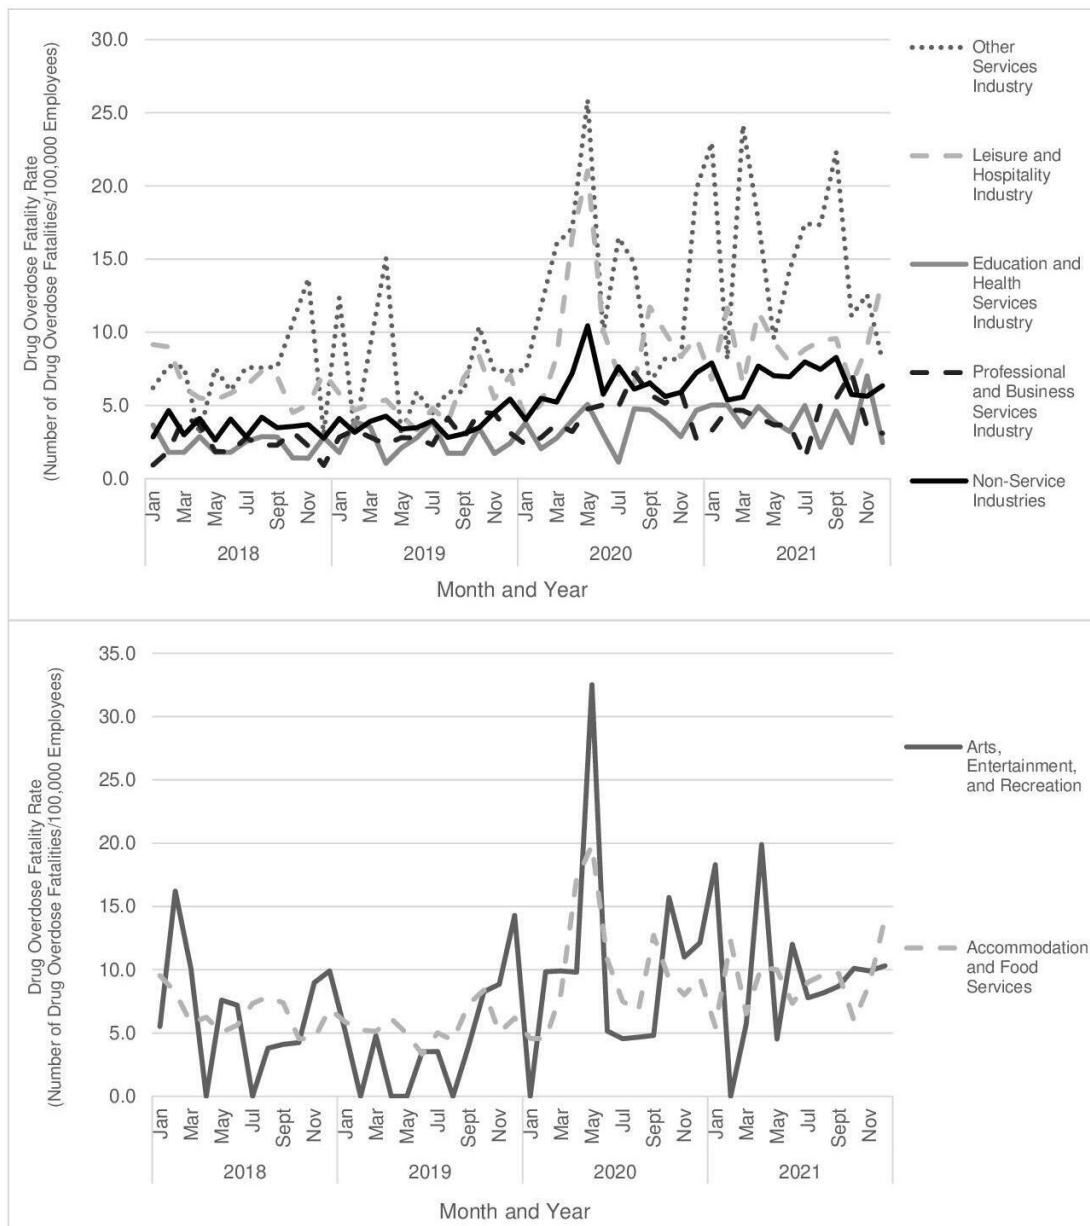 Drug Overdose Fatality Rate
(Number of Drug Overdose Fatalities/100,000 Employees)
30.0
25.0
20.0
15.0
10.0
5.0
0.0
Jan Mar May Jul Sept Nov Jan Mar May Jul Sept Nov Jan Mar May Jul Sept Nov Jan Mar May Jul Sept Nov
2018 2019 2020 2021
Month and Year
Other
Services
Industry
Leisure and
Hospitality
Industry
Education and
Health
Services
Industry
Professional
and Business
Services
Industry
Non-Service
Industries
Drug Overdose Fatality Rate
(Number of Drug Overdose Fatalities/100,000 Employees)
35.0
30.0
25.0
20.0
15.0
10.0
5.0
0.0
Jan Mar May Jul Sept Nov Jan Mar May Jul Sept Nov Jan Mar May Jul Sept Nov Jan Mar May Jul Sept Nov
2018 2019 2020 2021
Month and Year
Arts,
Entertainment,
and Recreation
Accommodation
and Food
Services